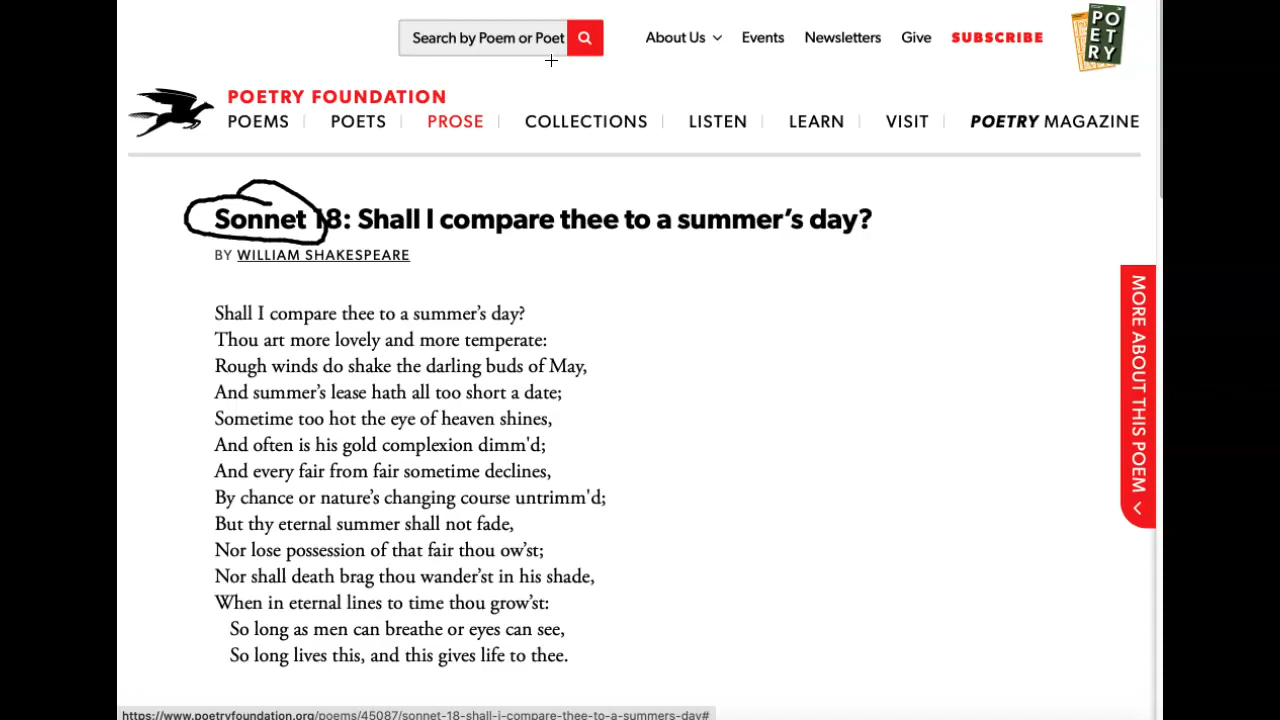 Search by Poem or Poet
About Us
Events
Newsletters
Give
SUBSCRIBE
PO
ET
RY
POETRY FOUNDATION
POEMS
POETS
PROSE
COLLECTIONS
LISTEN
LEARN
VISIT
POETRY MAGAZINE
Sonnet 18: Shall I compare thee to a summer’s day?
BY WILLIAM SHAKESPEARE
Shall I compare thee to a summer’s day?
Thou art more lovely and more temperate:
Rough winds do shake the darling buds of May,
And summer’s lease hath all too short a date;
Sometime too hot the eye of heaven shines,
And often is his gold complexion dimm'd;
And every fair from fair sometime declines,
By chance or nature’s changing course untrimm'd;
But thy eternal summer shall not fade,
Nor lose possession of that fair thou ow’st;
Nor shall death brag thou wander’st in his shade,
When in eternal lines to time thou grow’st:
So long as men can breathe or eyes can see,
So long lives this, and this gives life to thee.
MORE ABOUT THIS POEM
https://www.poetryfoundation.org/poems/45087/sonnet-18-shall-i-compare-thee-to-a-summers-day#